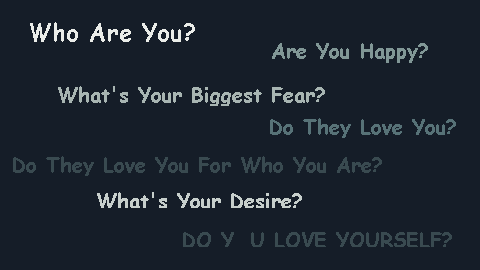 Who Are You?
Are You Happy?
What's Your Biggest Fear?
Do They Love You?
Do They Love You For Who You Are?
What's Your Desire?
DO Y  U LOVE YOURSELF?